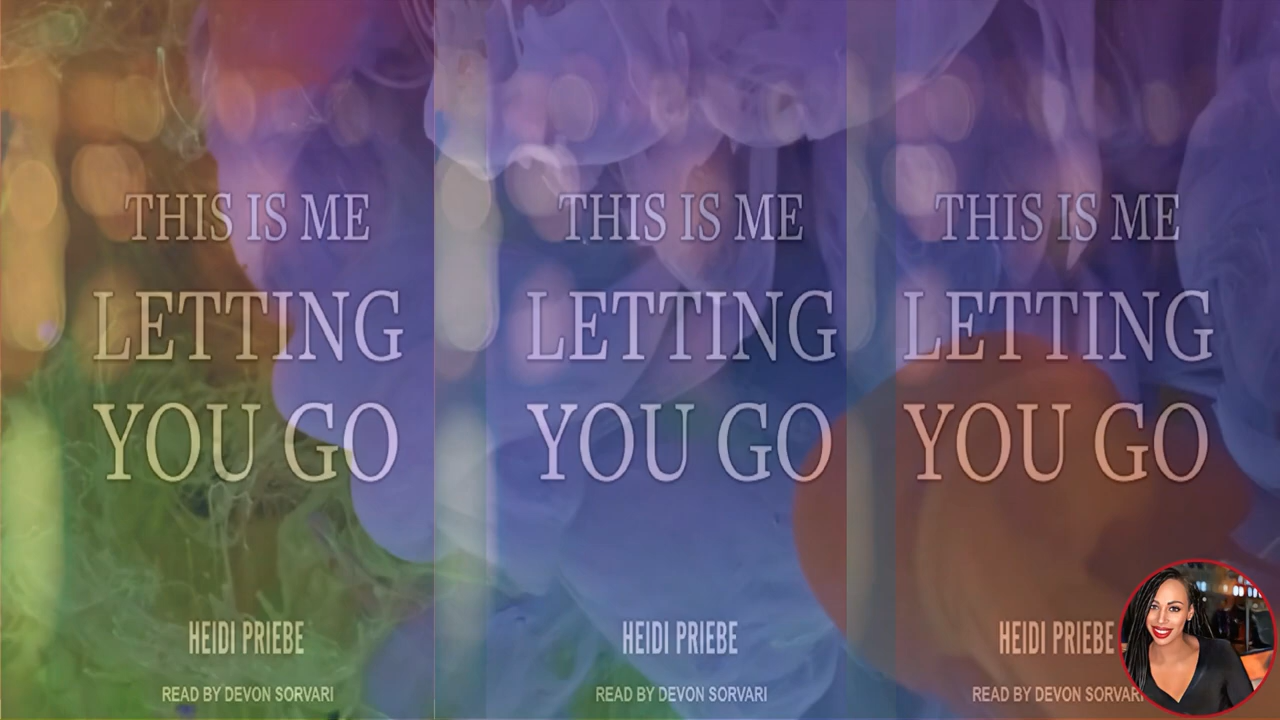 THIS IS ME
LETTING
YOU GO
HEIDI PRIEBE
READ BY DEVON SORVARI
THIS IS ME
LETTING
YOU GO
HEIDI PRIEBE
READ BY DEVON SORVARI
THIS IS ME
LETTING
YOU GO
HEIDI PRIEBE
READ BY DEVON SORVARI